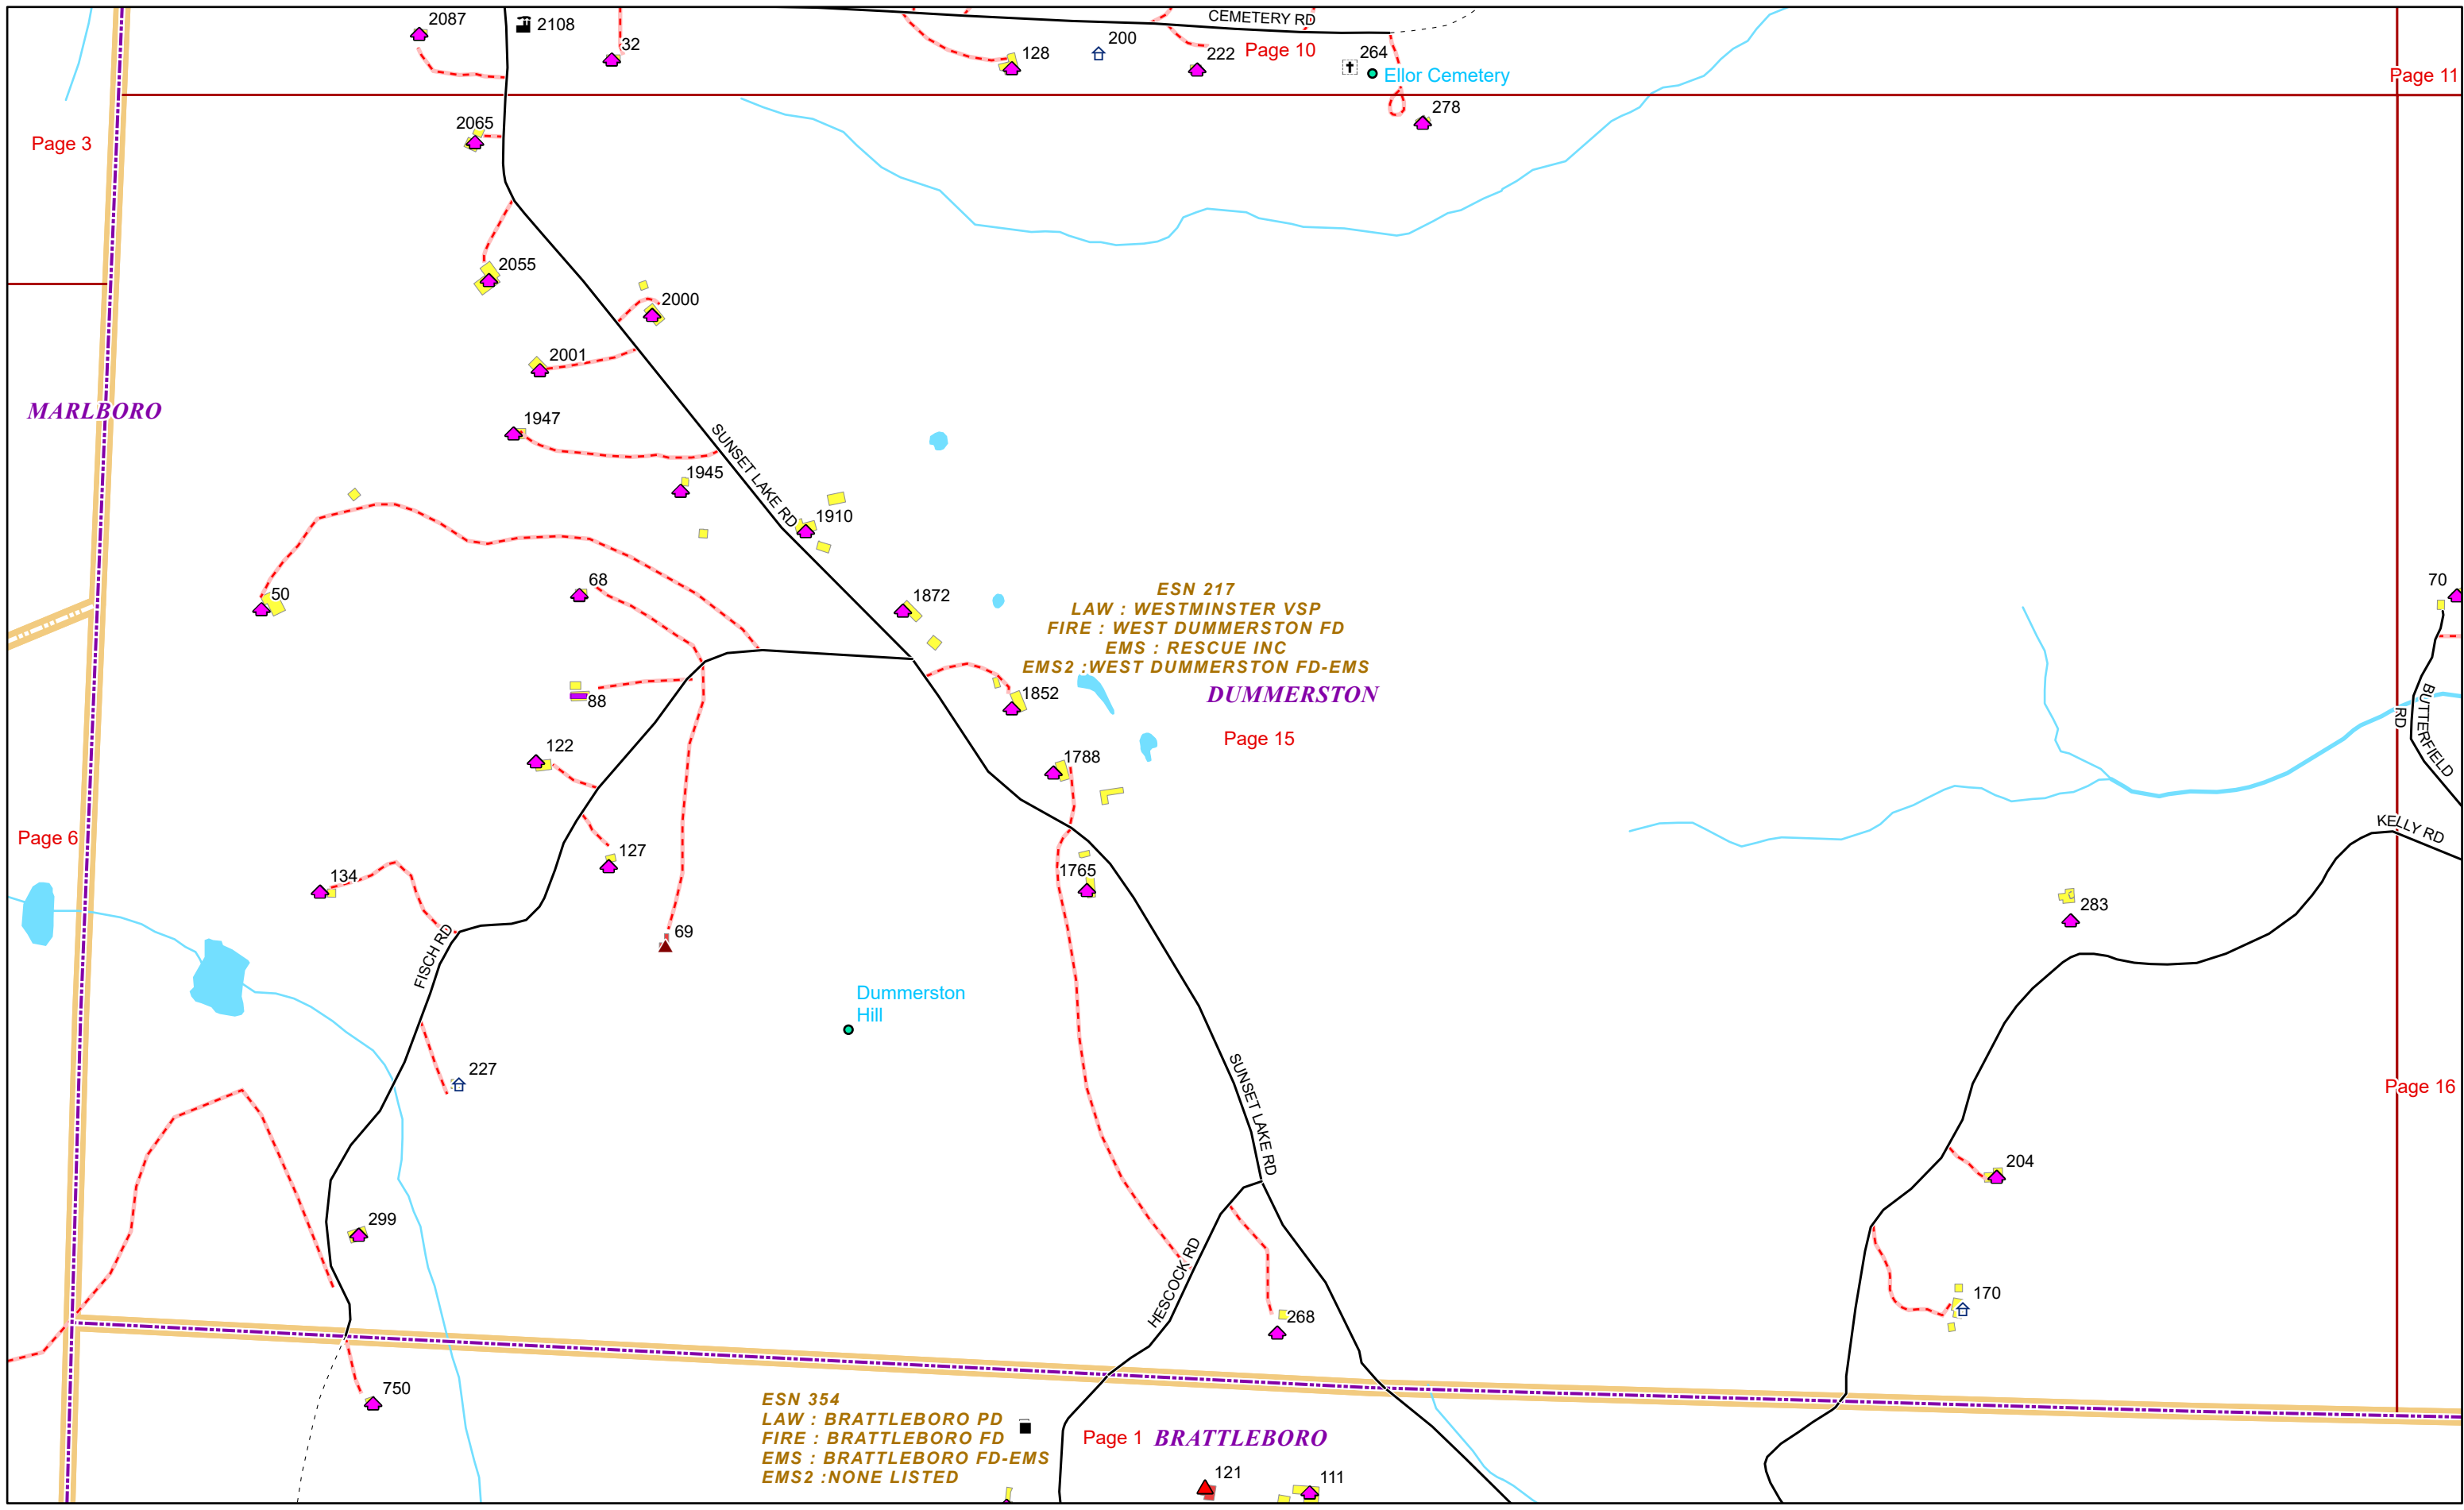 2087
2108
32
CEMETERY RD
128
200
222
Page 10
264
Ellor Cemetery
Page 11
278
Page 3
2065
2055
2000
2001
MARLBORO
1947
SUNSET LAKE RD
1945
1910
50
68
1872
ESN 217
LAW : WESTMINSTER VSP
FIRE : WEST DUMMERSTON FD
EMS : RESCUE INC
EMS2 :WEST DUMMERSTON FD-EMS
DUMMERSTON
Page 15
70
88
1852
BUTTERFIELD
RD
122
1788
Page 6
127
1765
KELLY RD
134
283
69
FISCH RD
Dummerston
Hill
227
SUNSET LAKE RD
Page 16
204
299
HESCOCK RD
170
268
750
ESN 354
LAW : BRATTLEBORO PD
FIRE : BRATTLEBORO FD
EMS : BRATTLEBORO FD-EMS
EMS2 :NONE LISTED
Page 1
BRATTLEBORO
121
111